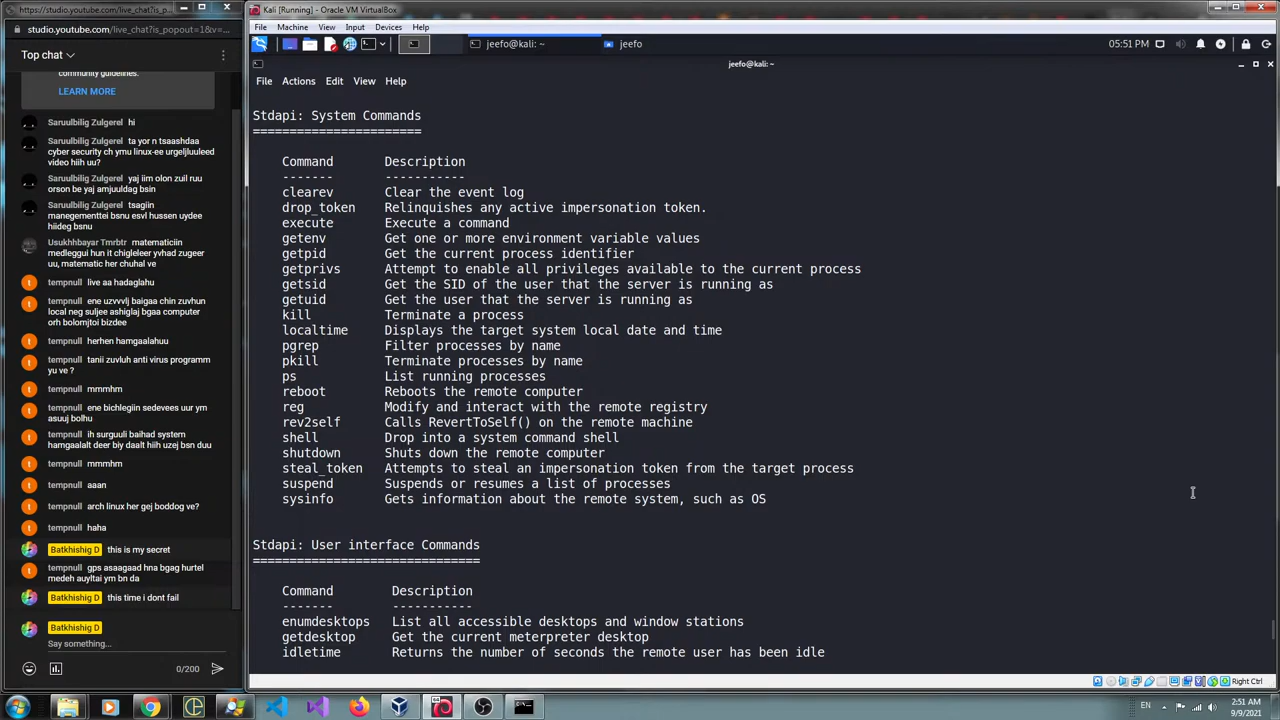 https://studio.youtube.com/live_chat?is_popout=1&v=...
studio.youtube.com/live_chat?is_popout=1&v=...
Top chat
community guidelines.
LEARN MORE
Saruulbilig Zulgerel hi
Saruulbilig Zulgerel ta yor n tsaashdaa
cyber security ch ymu linux-ee urgeljluuleed
video hiih uu?
Saruulbilig Zulgerel yaj iim olon zuil ruu
orson be yaj amjuuldag bsin
Saruulbilig Zulgerel tsagiin
manegementtei bsnu esvl hussen uydee
hiideg bsnu
Usukhhbayar Tmrbtr matematiciin
medleggui hun it chigleleer yvhad zugeer
uu, matematic her chuhal ve
tempnull live aa hadaglahu
tempnull ene uzvvvlj baigaa chin zuvhun
local neg suljee ashiglaj bgaa computer
orh bolomjtoi bizdee
tempnull herhen hamgaalahuu
tempnull tanii zuvluh anti virus programm
yu ve ?
tempnull mmmhm
tempnull ene bichlegiin sedevees uur ym
asuuj bolhu
tempnull ih surguuli baihad system
hamgaalalt deer biy daalt hiih uzej bsn duu
tempnull mmmhm
tempnull aaan
tempnull arch linux her gej boddog ve?
tempnull haha
Batkhishig D this is my secret
tempnull gps asaagaad hna bgag hurtel
medeh auyltai ym bn da
Batkhishig D this time i dont fail
Batkhishig D
Say something...
0/200
Kali [Running] - Oracle VM VirtualBox
File Machine View Input Devices Help
jeefo@kali: ~
jeefo
05:51 PM
jeefo@kali: ~
File Actions Edit View Help
Stdapi: System Commands
=======================
Command Description
------- -----------
clearev Clear the event log
drop_token Relinquishes any active impersonation token.
execute Execute a command
getenv Get one or more environment variable values
getpid Get the current process identifier
getprivs Attempt to enable all privileges available to the current process
getsid Get the SID of the user that the server is running as
getuid Get the user that the server is running as
kill Terminate a process
localtime Displays the target system local date and time
pgrep Filter processes by name
pkill Terminate processes by name
ps List running processes
reboot Reboots the remote computer
reg Modify and interact with the remote registry
rev2self Calls RevertToSelf() on the remote machine
shell Drop into a system command shell
shutdown Shuts down the remote computer
steal_token Attempts to steal an impersonation token from the target process
suspend Suspends or resumes a list of processes
sysinfo Gets information about the remote system, such as OS
Stdapi: User interface Commands
===============================
Command Description
------- -----------
enumdesktops List all accessible desktops and window stations
getdesktop Get the current meterpreter desktop
idletime Returns the number of seconds the remote user has been idle
Right Ctrl
EN
2:51 AM
9/9/2021